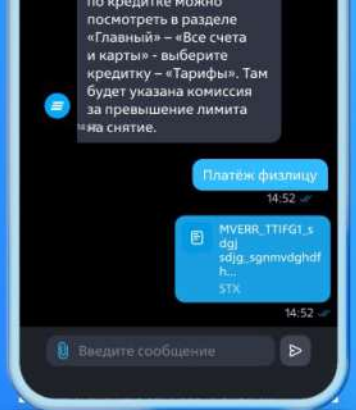 по кредитке можно
посмотреть в разделе
«Главный» – «Все счета
и карты» - выберите
кредитку – «Тарифы». Там
будет указана комиссия
за превышение лимита
на снятие.
Платёж физлицу
14:52
MVERR_TTIFG1_s
dgj
sdjg_sgnmvdghdf
h...
STX
14:52
Введите сообщение